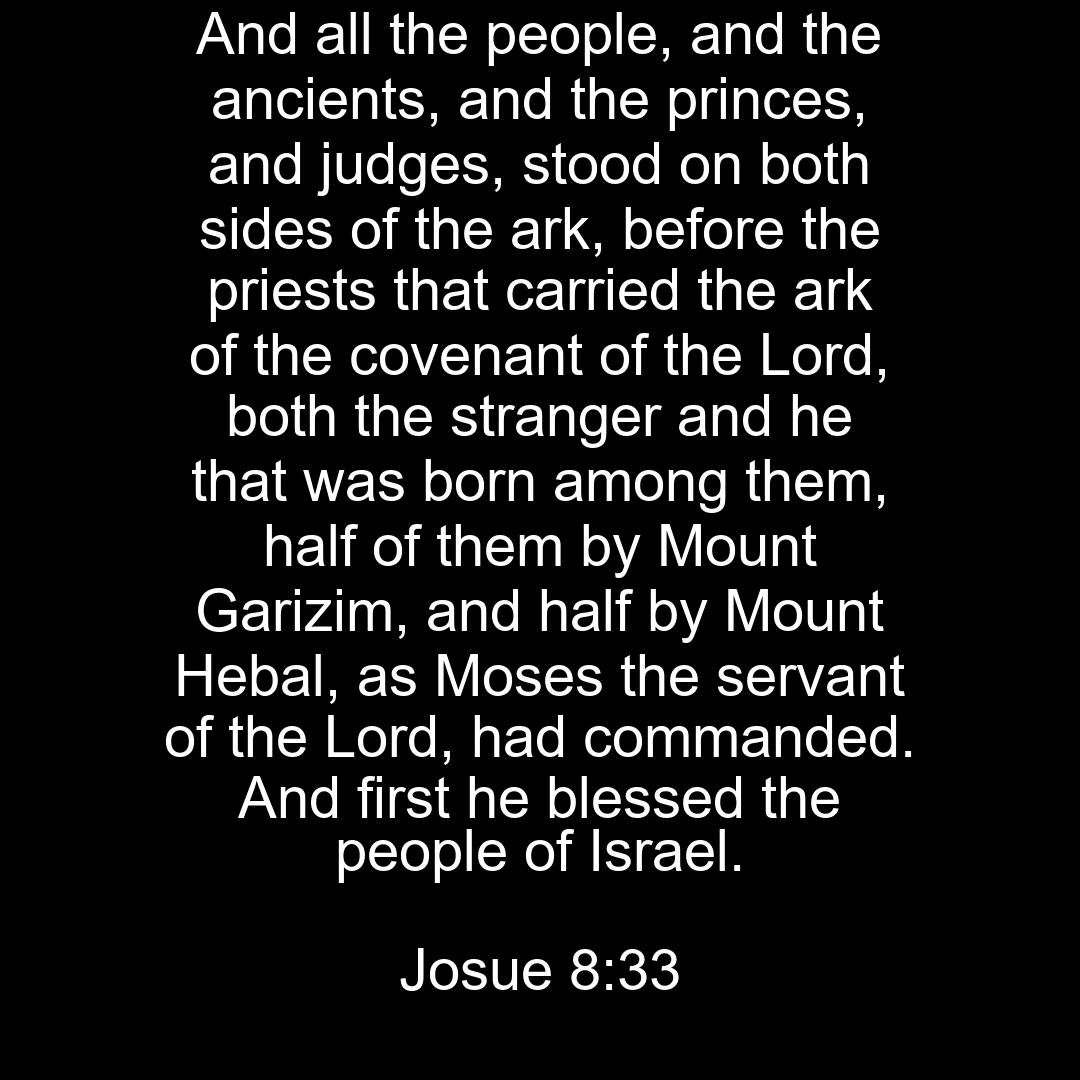 And all the people, and the
ancients, and the princes,
and judges, stood on both
sides of the ark, before the
priests that carried the ark
of the covenant of the Lord,
both the stranger and he
that was born among them,
half of them by Mount
Garizim, and half by Mount
Hebal, as Moses the servant
of the Lord, had commanded.
And first he blessed the
people of Israel.
Josue 8:33